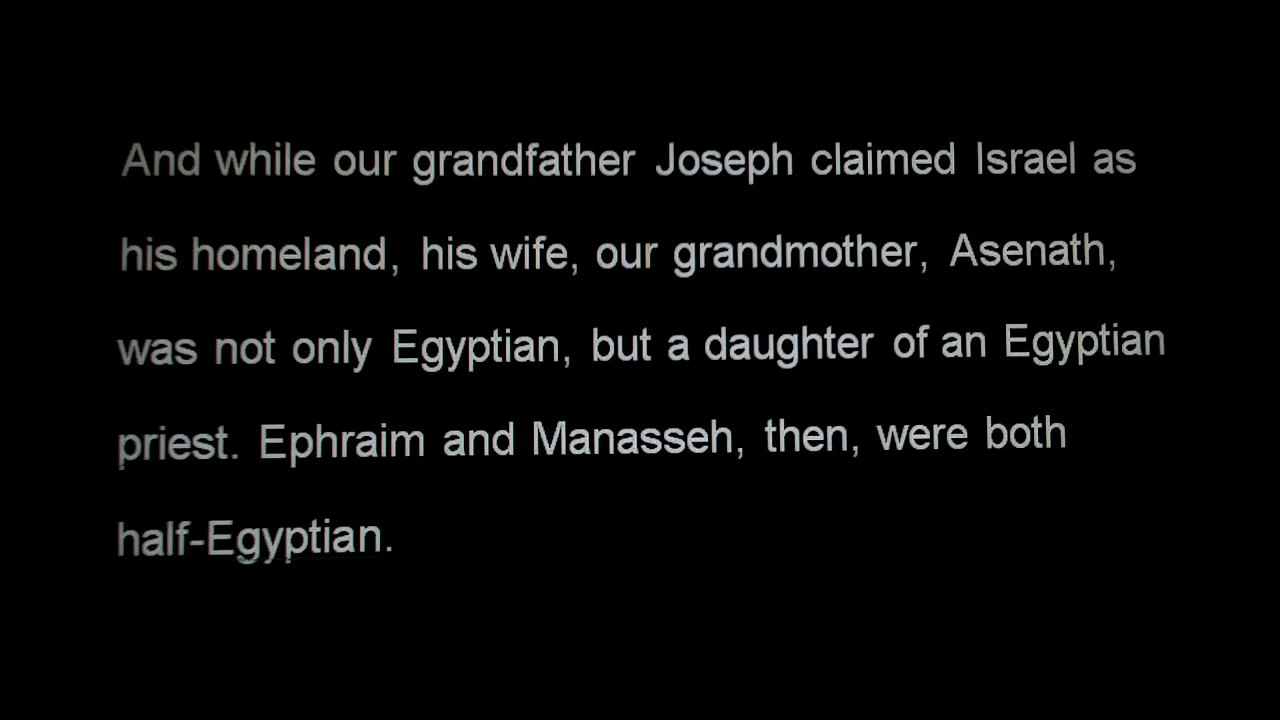 And while our grandfather Joseph claimed Israel as
his homeland, his wife, our grandmother, Asenath,
was not only Egyptian, but a daughter of an Egyptian
priest. Ephraim and Manasseh, then, were both
half-Egyptian.